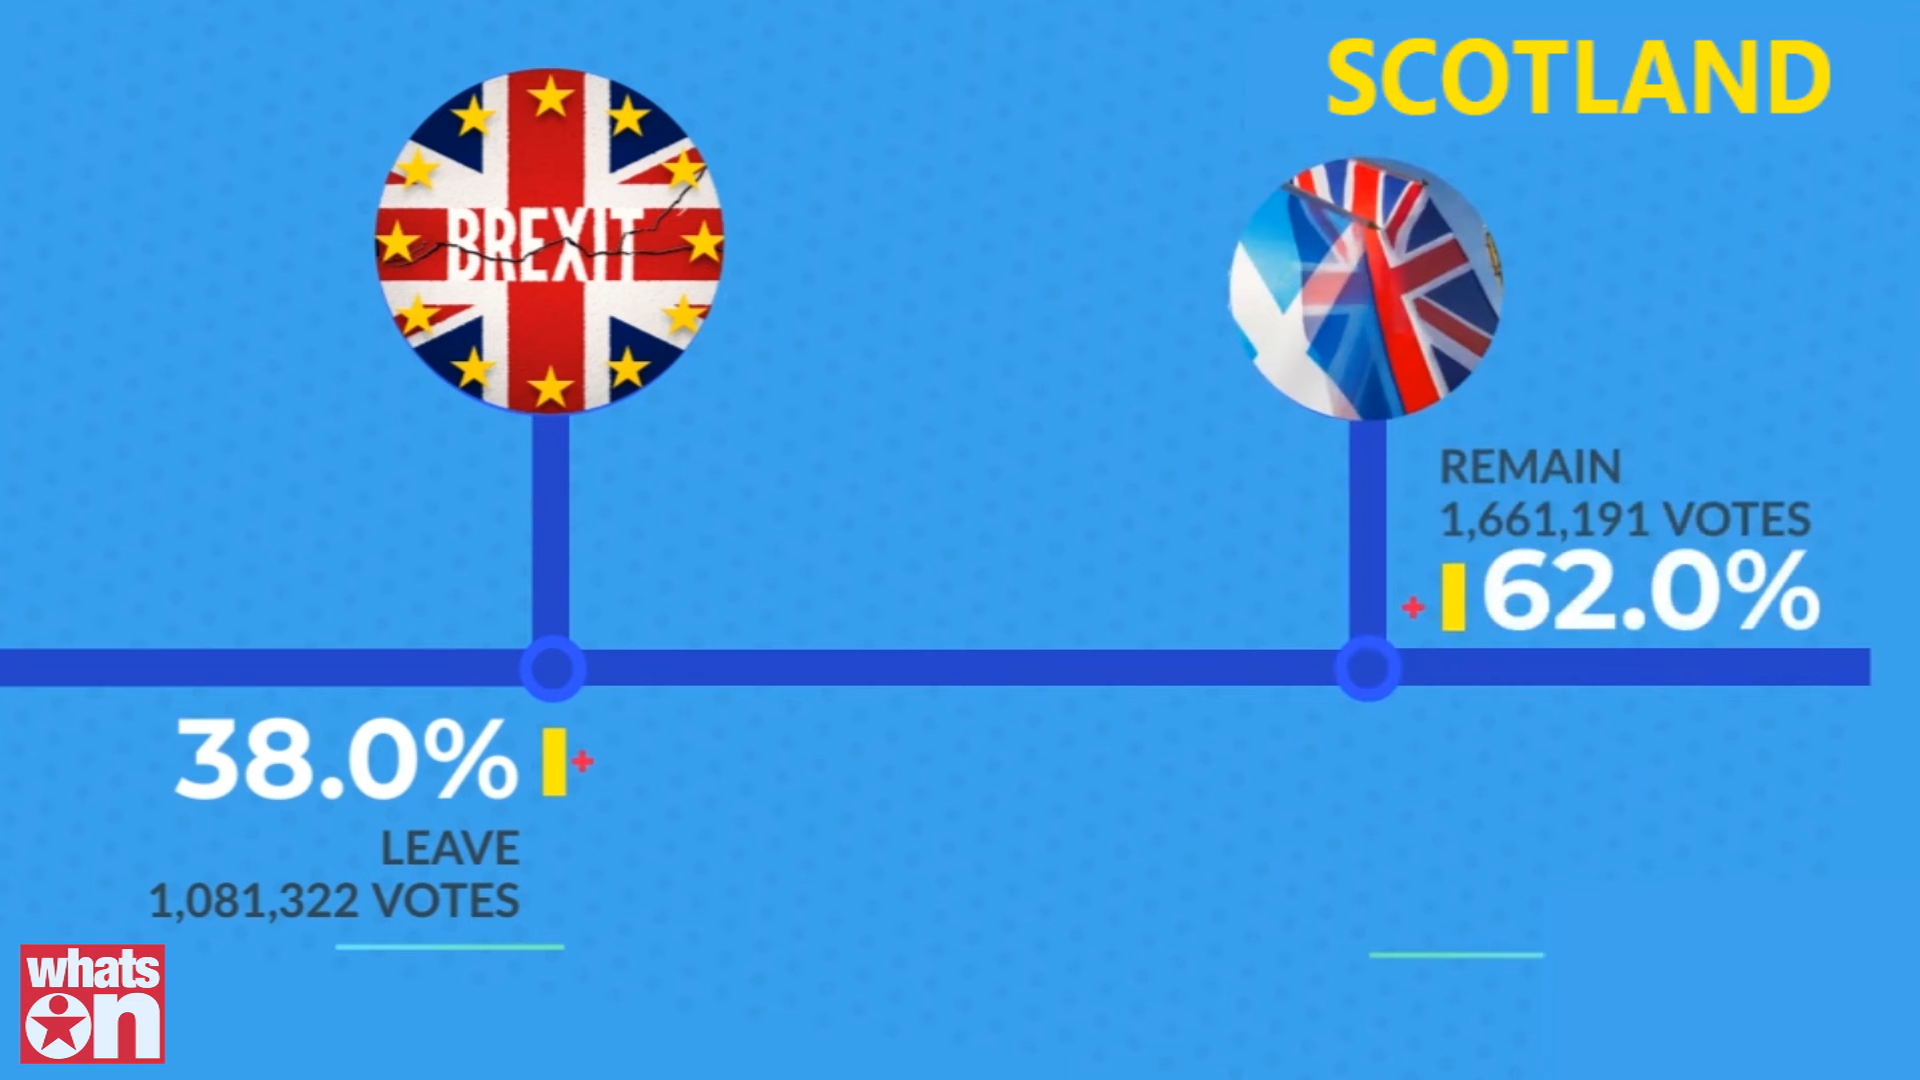 SCOTLAND
BREXIT
REMAIN
1,661,191 VOTES
62.0%
38.0%
LEAVE
1,081,322 VOTES
whats
on